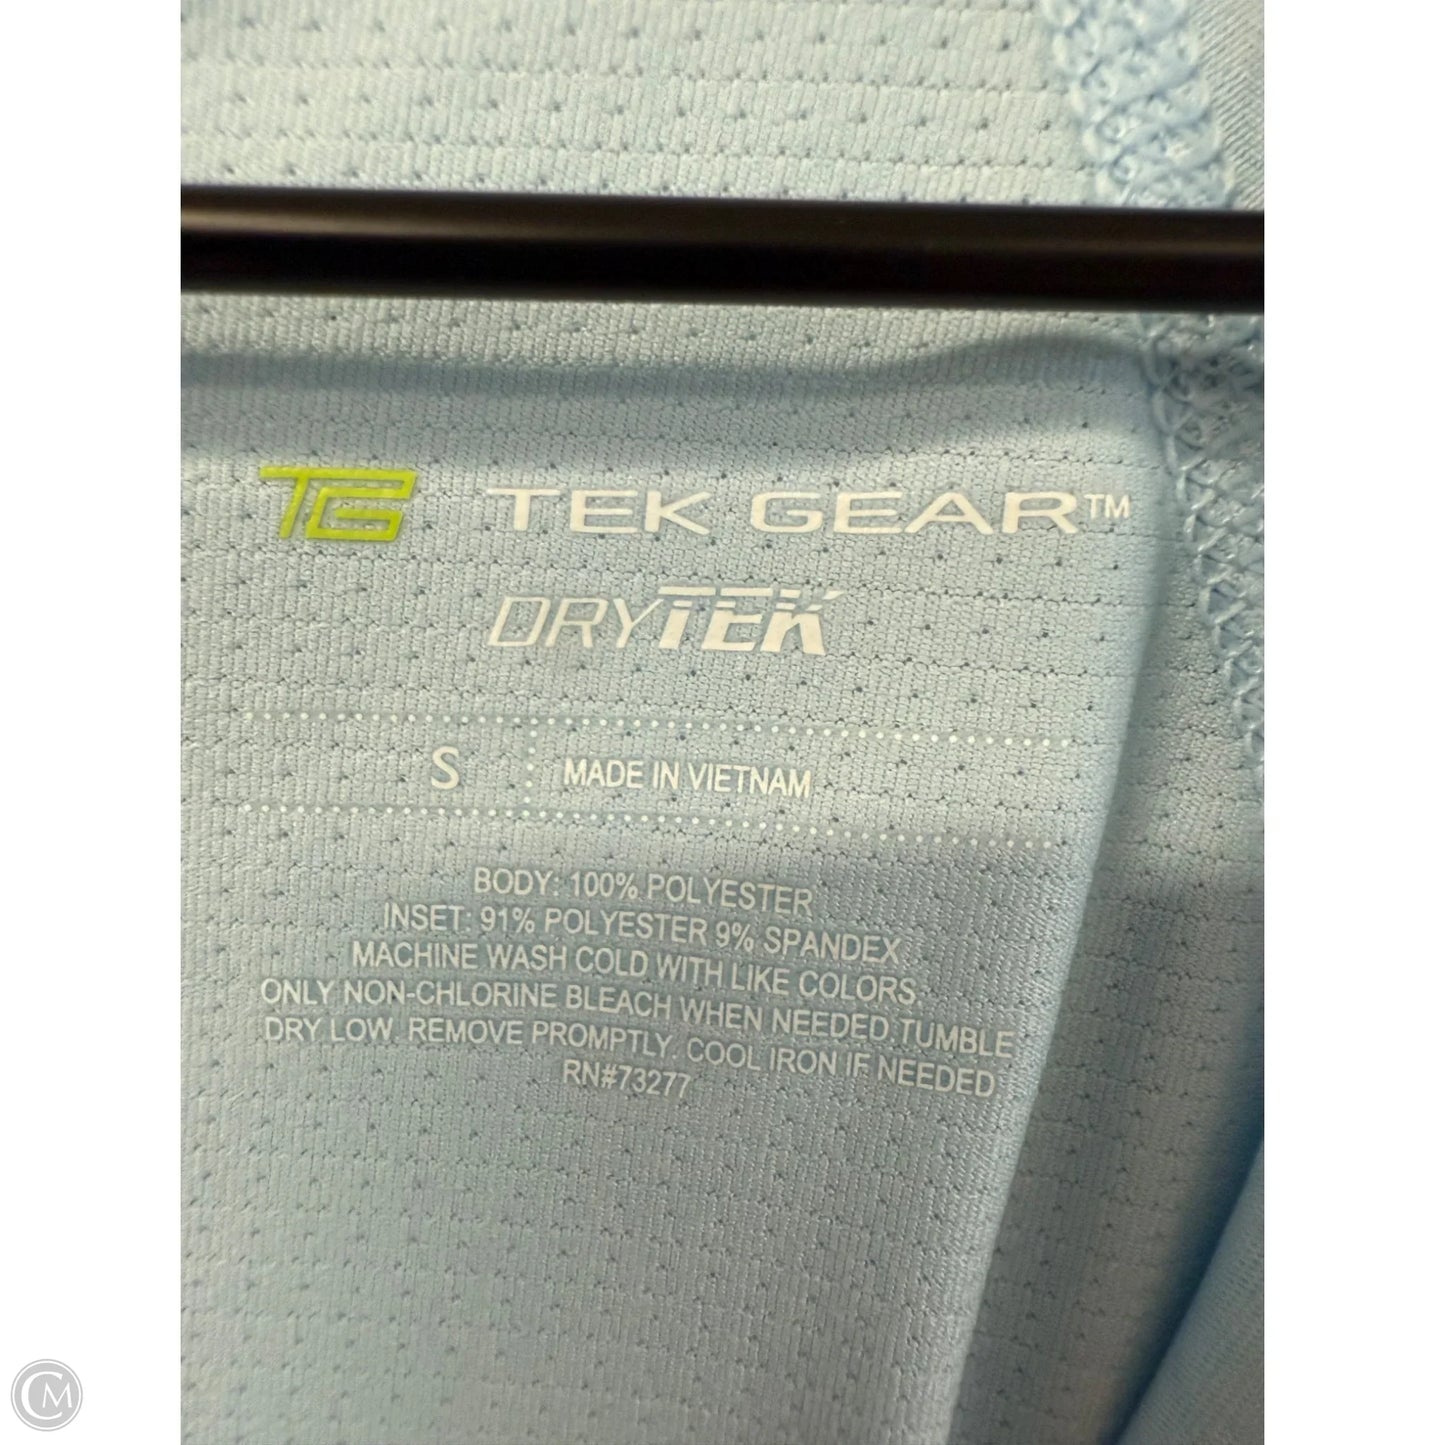 TG TEK GEAR™
DRYTEK
S MADE IN VIETNAM
BODY: 100% POLYESTER
INSET: 91% POLYESTER 9% SPANDEX
MACHINE WASH COLD WITH LIKE COLORS.
ONLY NON-CHLORINE BLEACH WHEN NEEDED.TUMBLE
DRY LOW. REMOVE PROMPTLY. COOL IRON IF NEEDED
RN#73277
CM